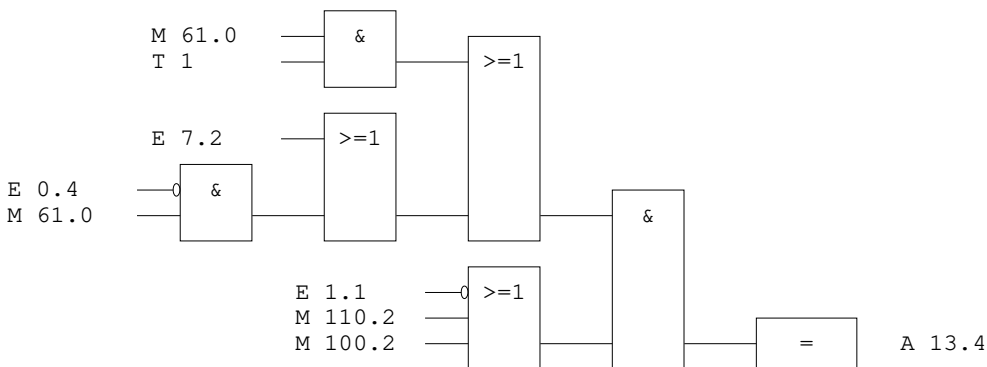 M 61.0 &
T 1 >=1
E 7.2 >=1
E 0.4 &
M 61.0 &
E 1.1 >=1
M 110.2
M 100.2 = A 13.4